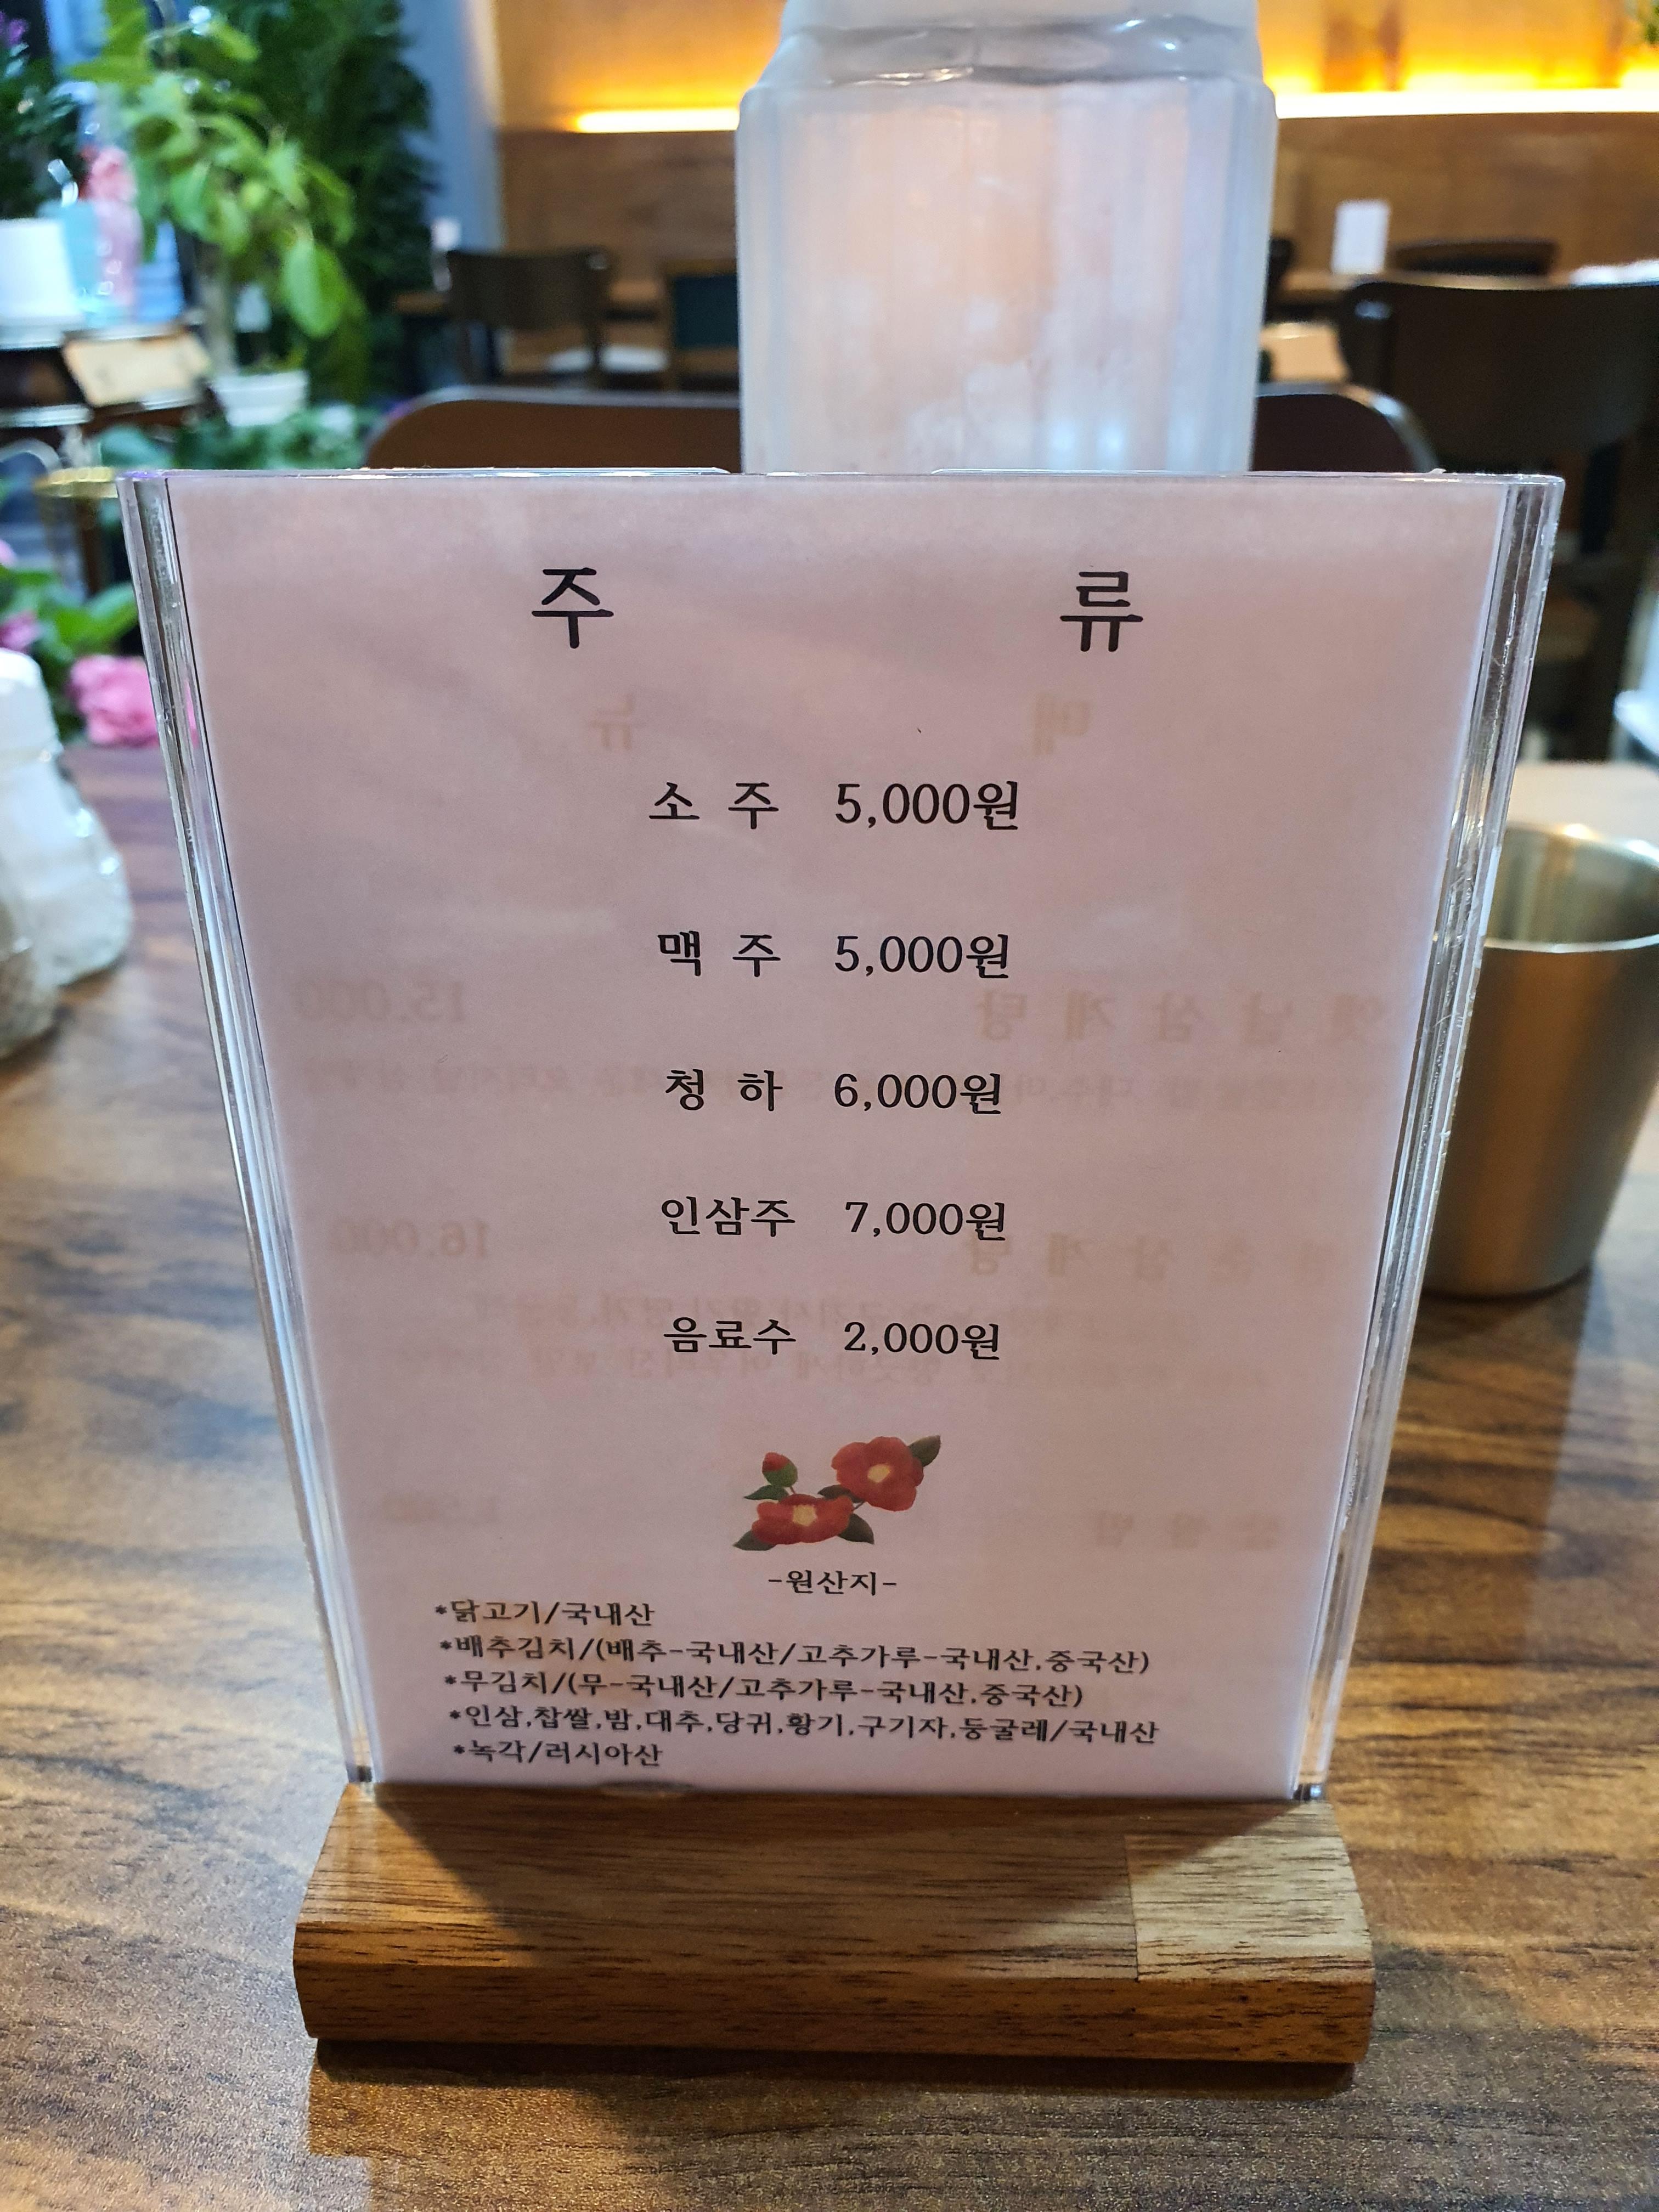 주 류
소 주 5,000원
맥 주 5,000원
청 하 6,000원
인삼주 7,000원
음료수 2,000원
-원산지-
*닭고기/국내산
*배추김치/(배추-국내산/고추가루-국내산,중국산)
*무김치/(무-국내산/고추가루-국내산,중국산)
*인삼,찹쌀,밤,대추,당귀,황기,구기자,둥굴레/국내산
*녹각/러시아산